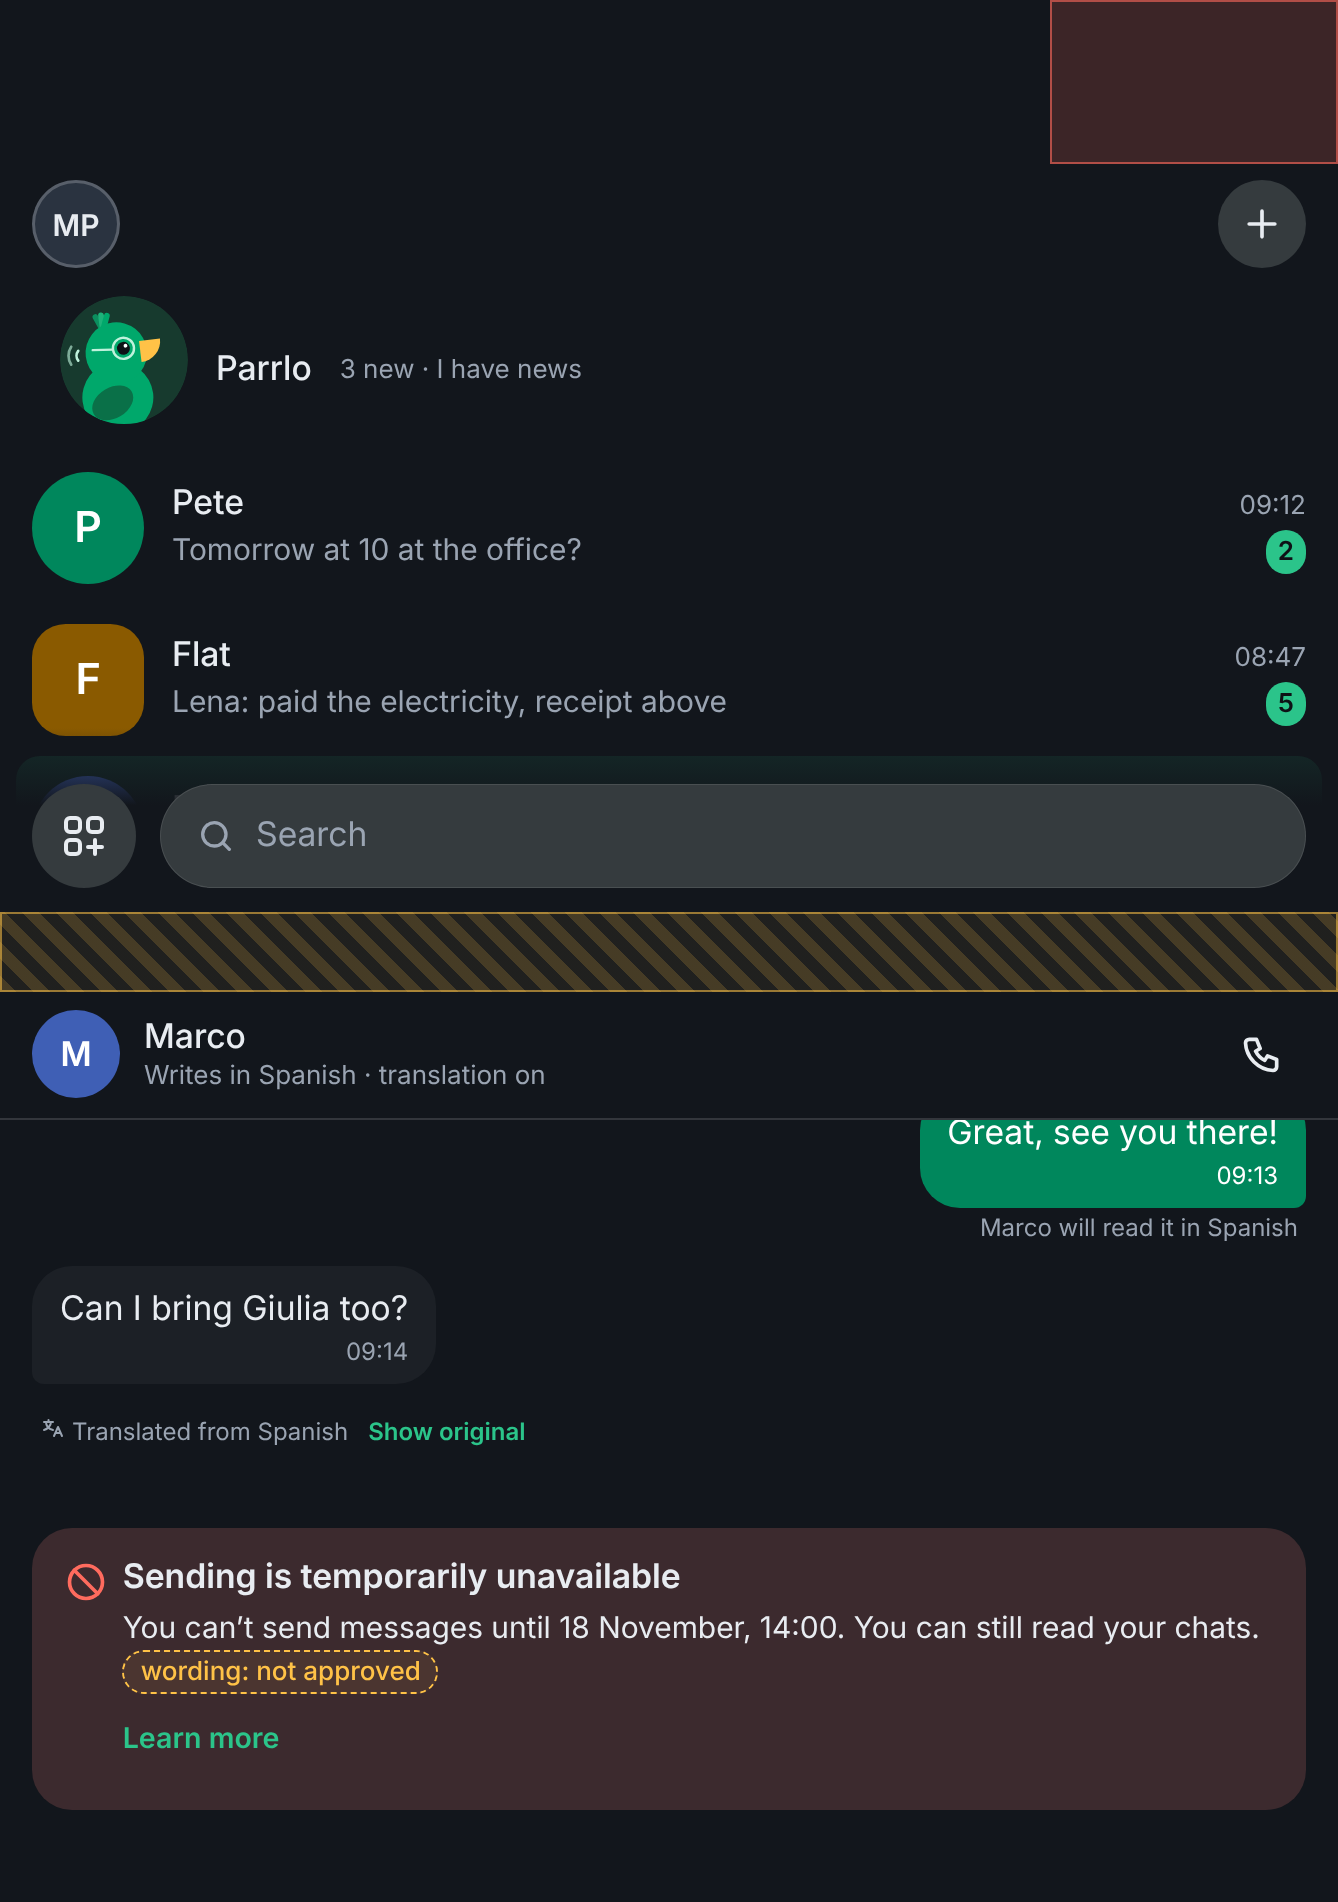 MP
Parrlo 3 new · I have news
P
Pete
09:12
Tomorrow at 10 at the office?
2
F
Flat
08:47
Lena: paid the electricity, receipt above
5
Search
M
Marco
Writes in Spanish · translation on
Great, see you there!
09:13
Marco will read it in Spanish
Can I bring Giulia too?
09:14
Translated from Spanish Show original
Sending is temporarily unavailable
You can’t send messages until 18 November, 14:00. You can still read your chats.
wording: not approved
Learn more